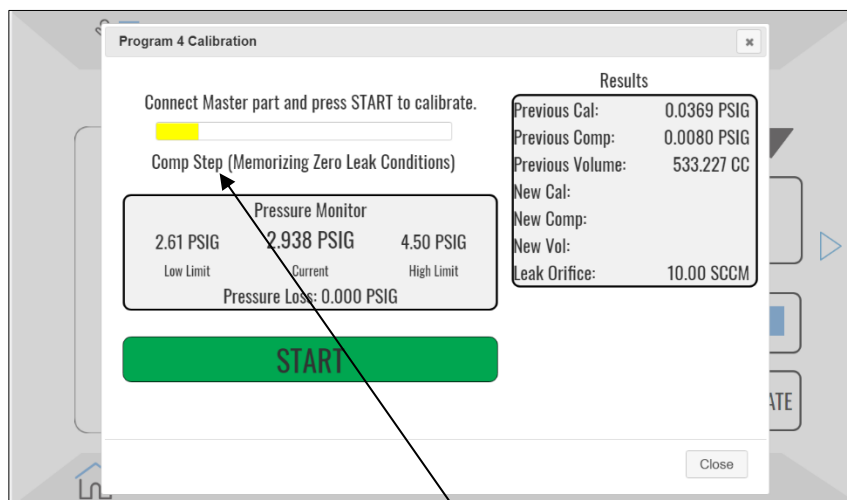 Program 4 Calibration
Connect Master part and press START to calibrate.
Comp Step (Memorizing Zero Leak Conditions)
Pressure Monitor
2.61 PSIG 2.938 PSIG 4.50 PSIG
Low Limit Current High Limit
Pressure Loss: 0.000 PSIG
START
Results
Previous Cal: 0.0369 PSIG
Previous Comp: 0.0080 PSIG
Previous Volume: 533.227 CC
New Cal:
New Comp:
New Vol:
Leak Orifice: 10.00 SCCM
ATE
Close